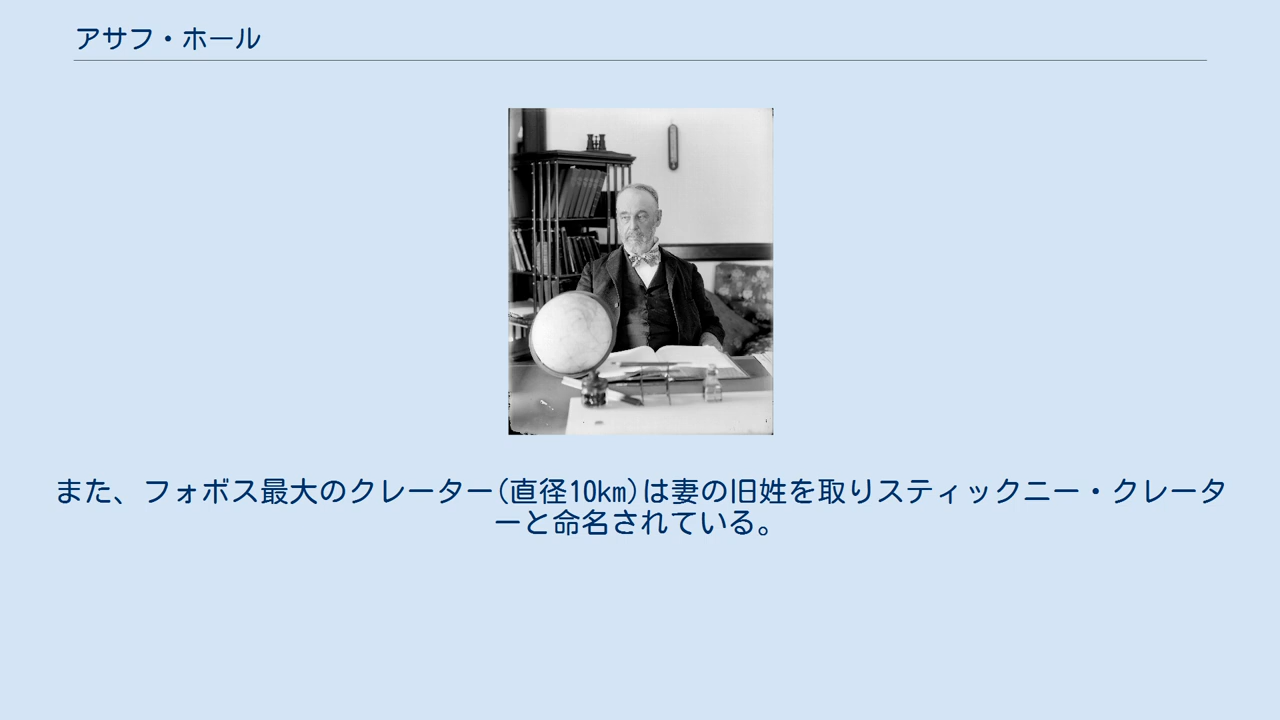 アサフ・ホール
また、フォボス最大のクレーター(直径10km)は妻の旧姓を取りスティックニー・クレータ
ーと命名されている。